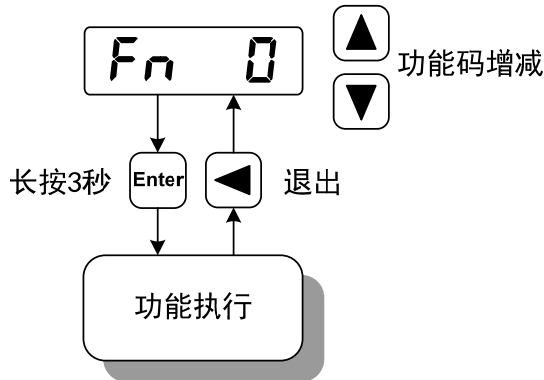 Fn 0
功能码增减
长按3秒
Enter
退出
功能执行